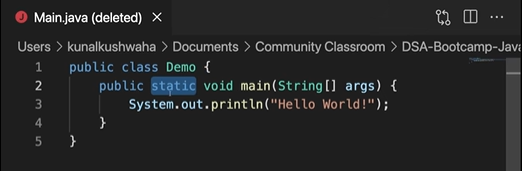 J Main.java (deleted) ×
Users > kunalkushwaha > Documents > Community Classroom > DSA-Bootcamp-Java
1 public class Demo {
2 public static void main(String[] args) {
3 System.out.println("Hello World!");
4 }
5 }